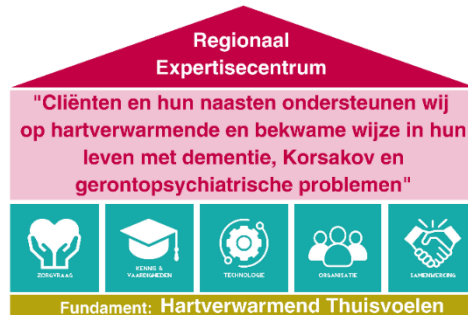 Regionaal
Expertisecentrum
"Cliënten en hun naasten ondersteunen wij
op hartverwarmende en bekwame wijze in hun
leven met dementie, Korsakov en
gerontopsychiatrische problemen"
ZORGVRAAG
KENNIS &
VAARDIGHEDEN
TECHNOLOGIE
ORGANISATIE
SAMENWERKING
Fundament: Hartverwarmend Thuisvoelen